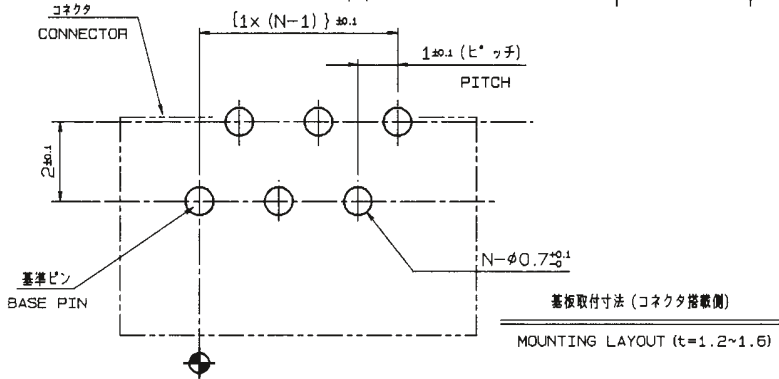 コネクタ
CONNECTOR
{1×(N-1)}±0.1
1±0.1(ピッチ)
PITCH
2±0.1
基準ピン
BASE PIN
N-φ0.7+0.1-0
基板取付寸法(コネクタ搭載側)
MOUNTING LAYOUT (t=1.2~1.6)